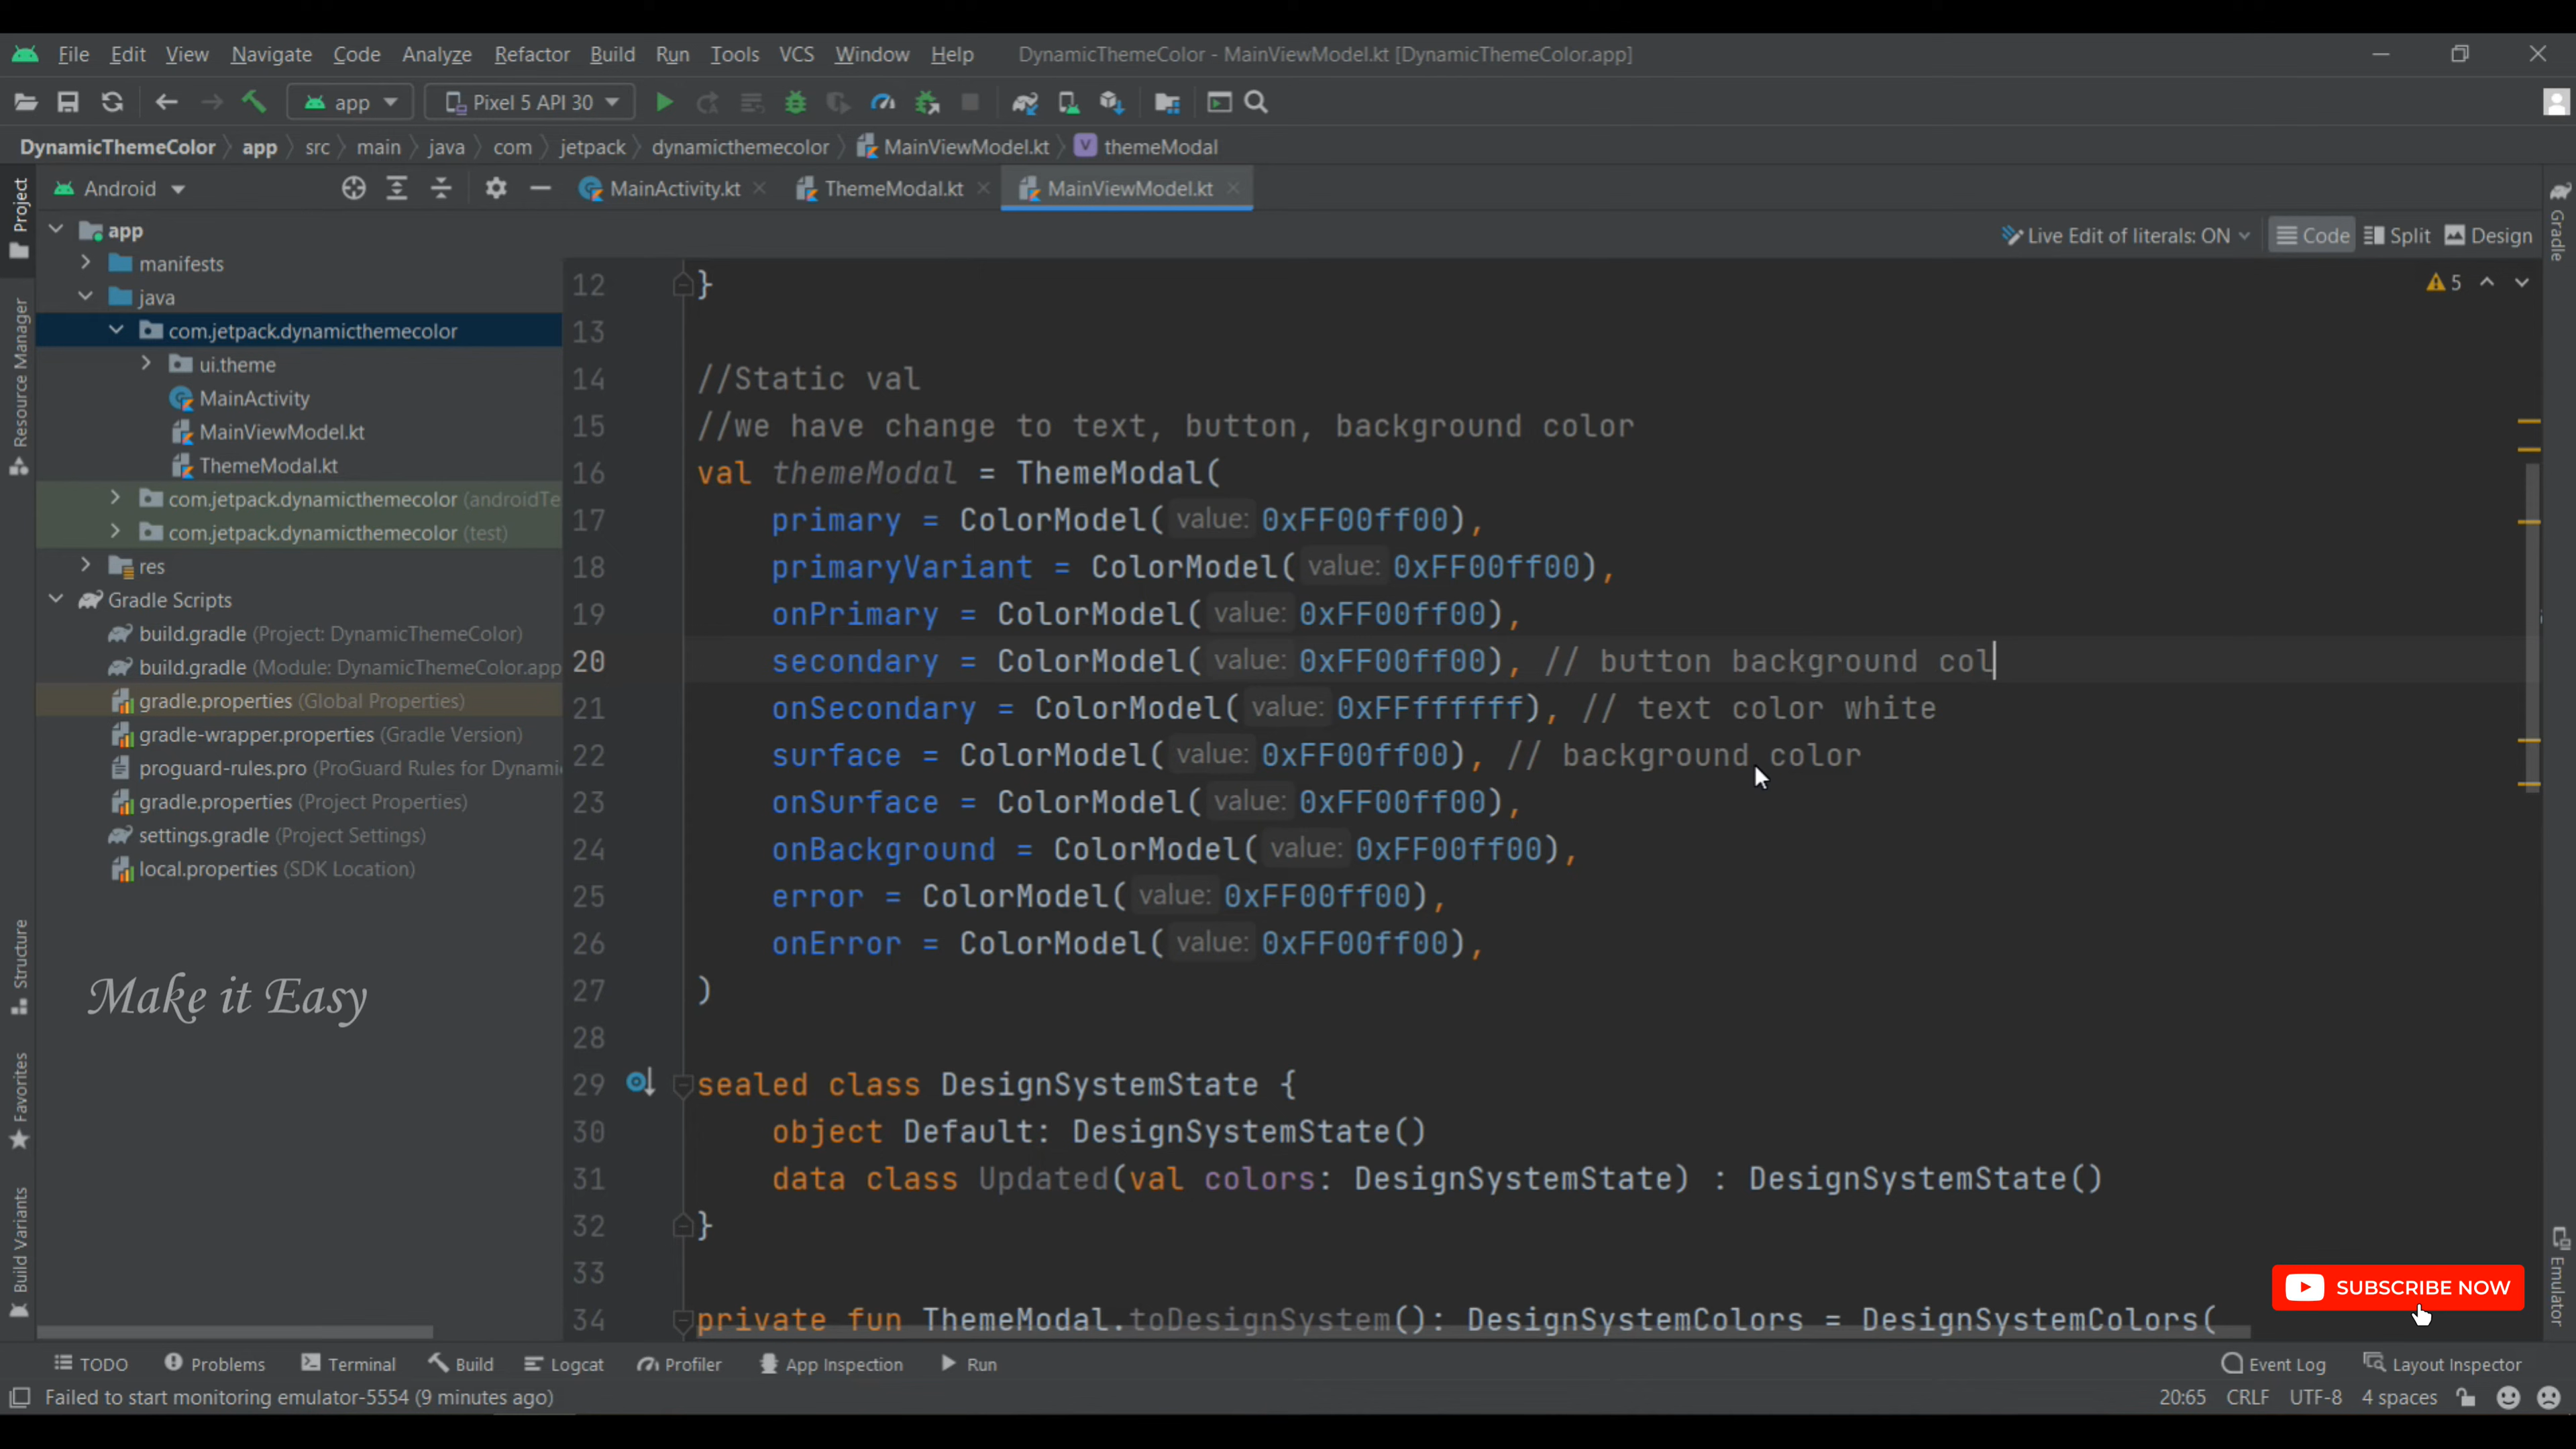 File Edit View Navigate Code Analyze Refactor Build Run Tools VCS Window Help DynamicThemeColor - MainViewModel.kt [DynamicThemeColor.app]
app Pixel 5 API 30
DynamicThemeColor app src main java com jetpack dynamicthemecolor MainViewModel.kt V themeModal
Project
Android
MainActivity.kt ThemeModal.kt MainViewModel.kt
Gradle
Live Edit of literals: ON Code Split Design
app
manifests
java
com.jetpack.dynamicthemecolor
ui.theme
MainActivity
MainViewModel.kt
ThemeModal.kt
com.jetpack.dynamicthemecolor (androidTe
com.jetpack.dynamicthemecolor (test)
res
Gradle Scripts
build.gradle (Project: DynamicThemeColor)
build.gradle (Module: DynamicThemeColor.app
gradle.properties (Global Properties)
gradle-wrapper.properties (Gradle Version)
proguard-rules.pro (ProGuard Rules for Dynami
gradle.properties (Project Properties)
settings.gradle (Project Settings)
local.properties (SDK Location)
Make it Easy
Resource Manager
Structure
Favorites
Build Variants
5
12 }
13
14 //Static val
15 //we have change to text, button, background color
16 val themeModal = ThemeModal(
17 primary = ColorModel( value: 0xFF00ff00),
18 primaryVariant = ColorModel( value: 0xFF00ff00),
19 onPrimary = ColorModel( value: 0xFF00ff00),
20 secondary = ColorModel( value: 0xFF00ff00), // button background col
21 onSecondary = ColorModel( value: 0xFFffffff), // text color white
22 surface = ColorModel( value: 0xFF00ff00), // background color
23 onSurface = ColorModel( value: 0xFF00ff00),
24 onBackground = ColorModel( value: 0xFF00ff00),
25 error = ColorModel( value: 0xFF00ff00),
26 onError = ColorModel( value: 0xFF00ff00),
27 )
28
29 sealed class DesignSystemState {
30 object Default: DesignSystemState()
31 data class Updated(val colors: DesignSystemState) : DesignSystemState()
32 }
33
34 private fun ThemeModal.toDesignSystem(): DesignSystemColors = DesignSystemColors(
SUBSCRIBE NOW
Emulator
TODO Problems Terminal Build Logcat Profiler App Inspection Run Event Log Layout Inspector
Failed to start monitoring emulator-5554 (9 minutes ago) 20:65 CRLF UTF-8 4 spaces